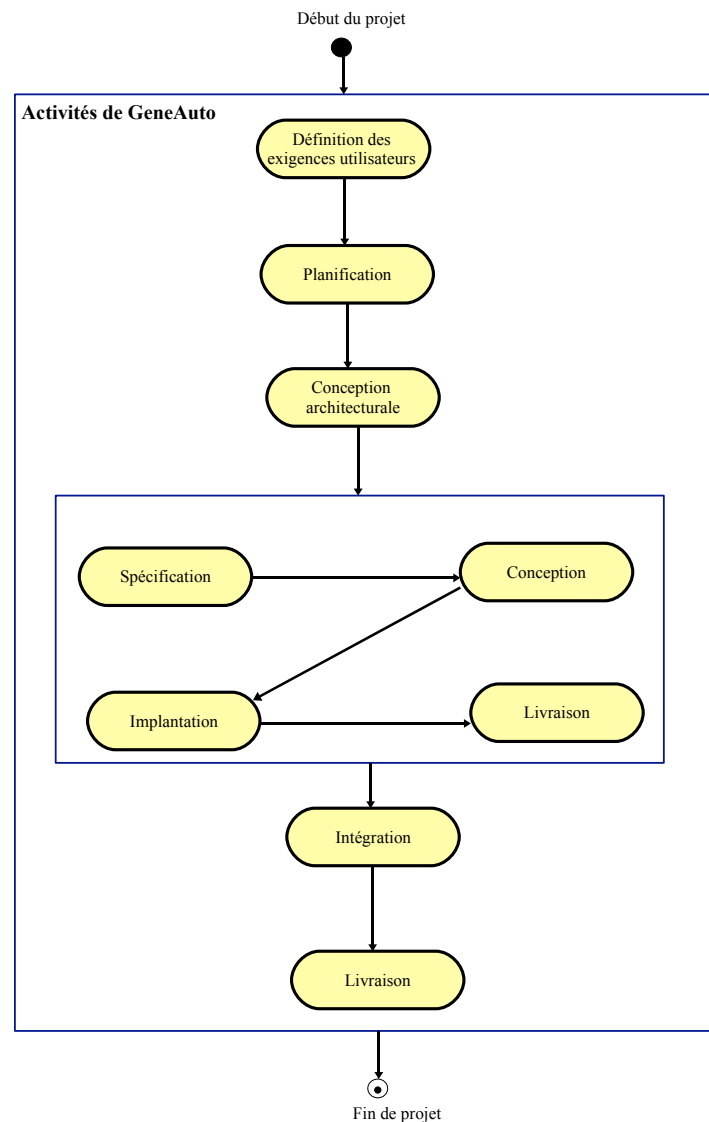 Début du projet
Activités de GeneAuto
Définition des
exigences utilisateurs
Planification
Conception
architecturale
Spécification
Conception
Implantation
Livraison
Intégration
Livraison
Fin de projet